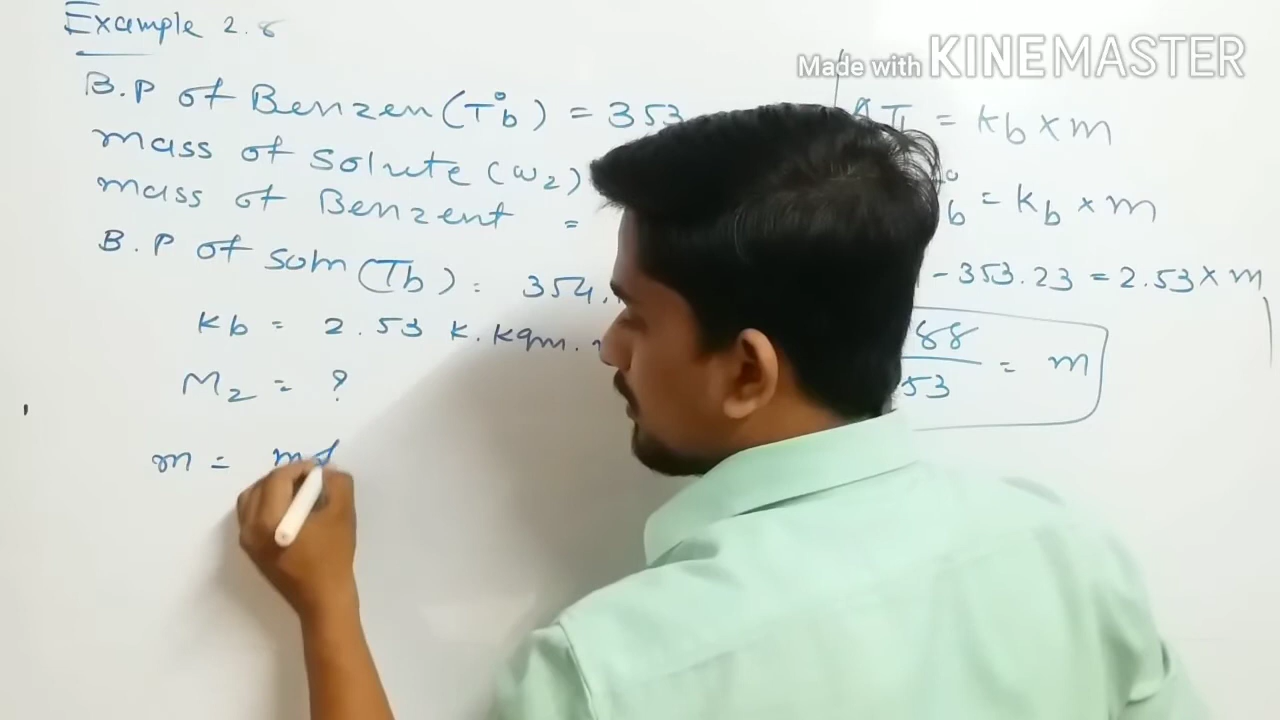 Example 2.8
Made with KINEMASTER
B.P of Benzen (T°b) = 353
mass of Solute (w2)
mass of Benzent =
B.P of Som (Tb) = 354.
Kb = 2.53 K.kgm.
M2 = ?
m =
= Kb × m
b = Kb × m
- 353.23 = 2.53 × m
88
53 = m